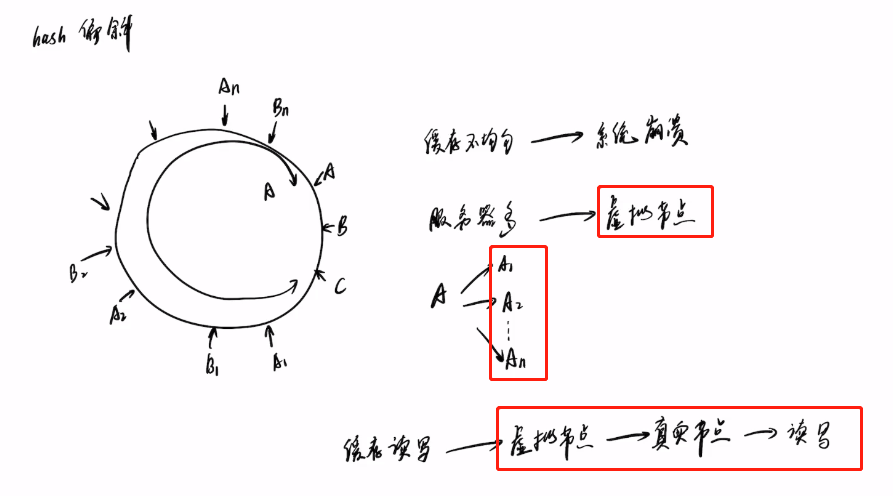 hash 偏斜
An
Bn
A
A
B
C
B₂
A₂
B₁
A₁
缓存不均匀 → 系统崩溃
服务器多 → 虚拟节点
A
A₁
A₂
An
缓存读写 → 虚拟节点 → 真实节点 → 读写